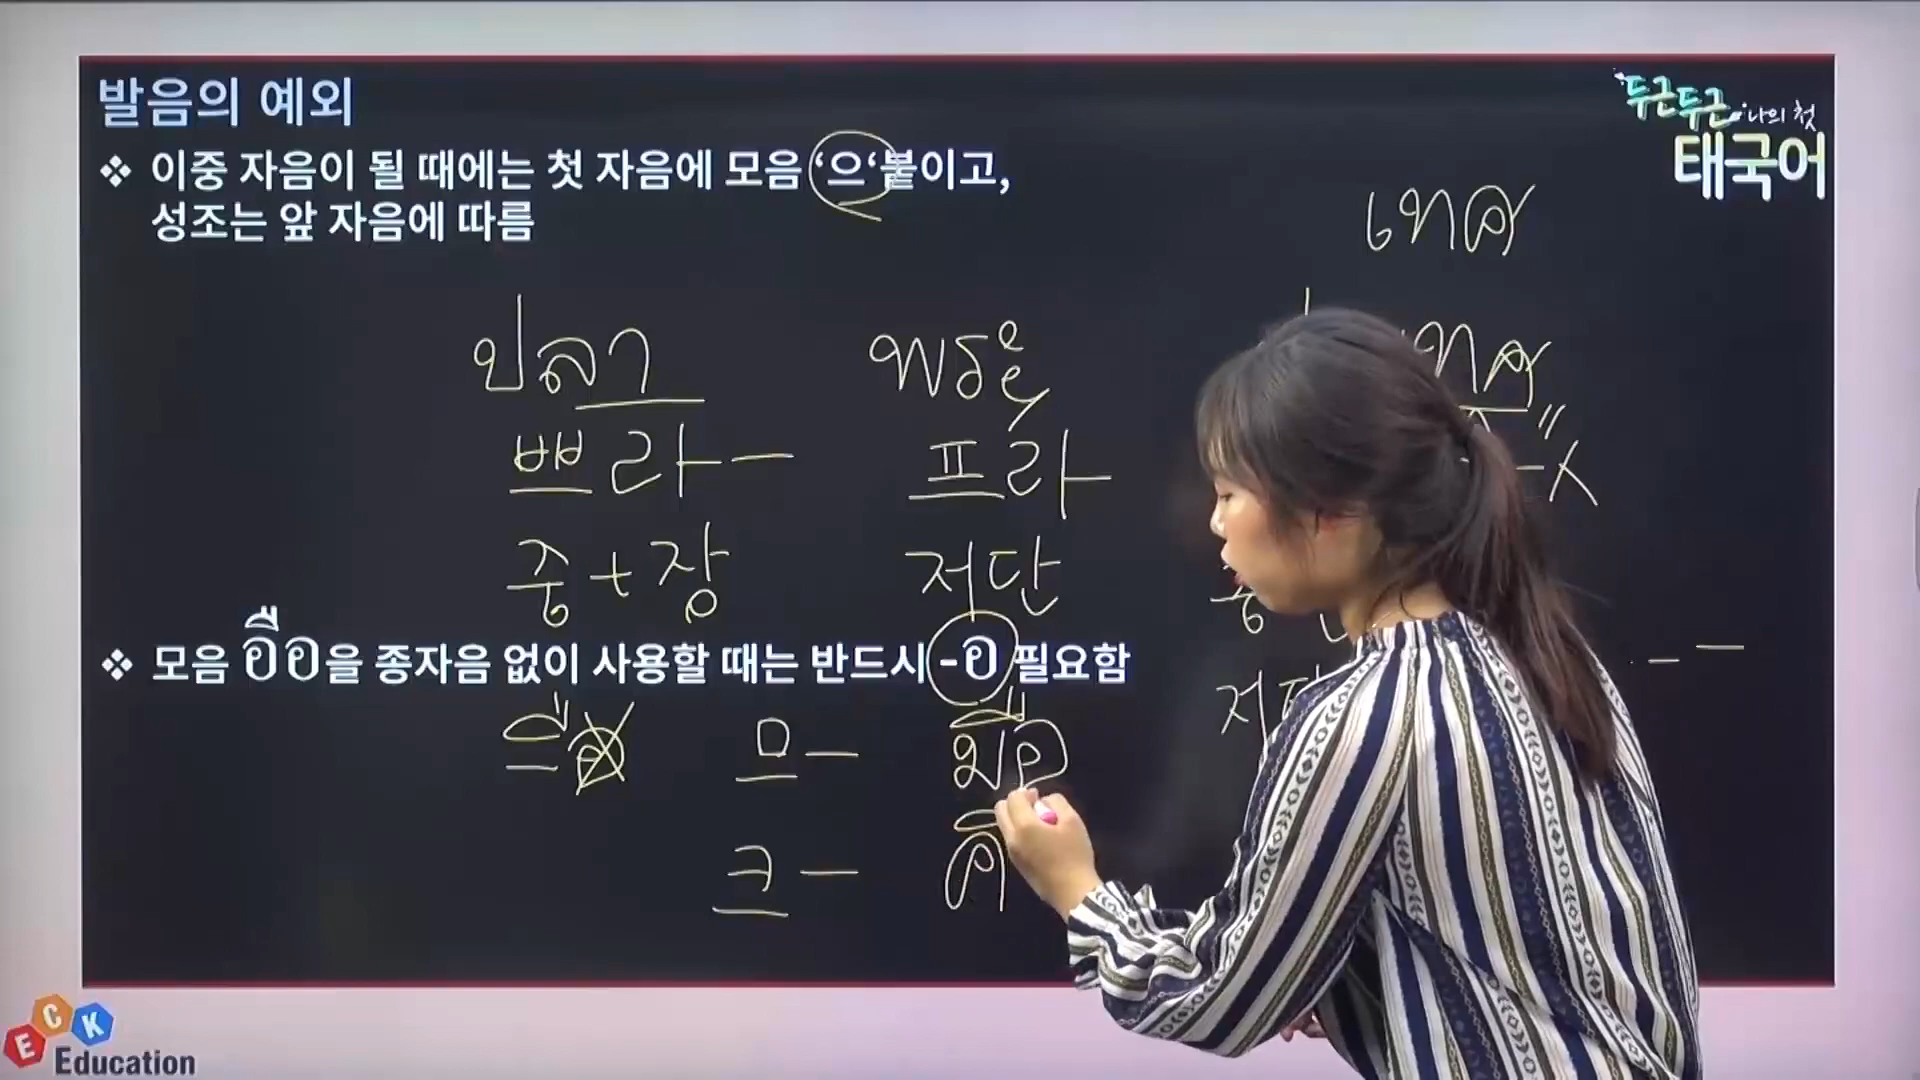 발음의 예외
두근두근 나의 첫
태국어
❖ 이중 자음이 될 때에는 첫 자음에 모음 ‘으‘붙이고,
성조는 앞 자음에 따름
เทศ
ปลา พระ
쁘라- 프라
중+장 저단
❖ 모음 อือ을 종자음 없이 사용할 때는 반드시 -อ 필요함
므- มือ
크- คื
ECK
Education